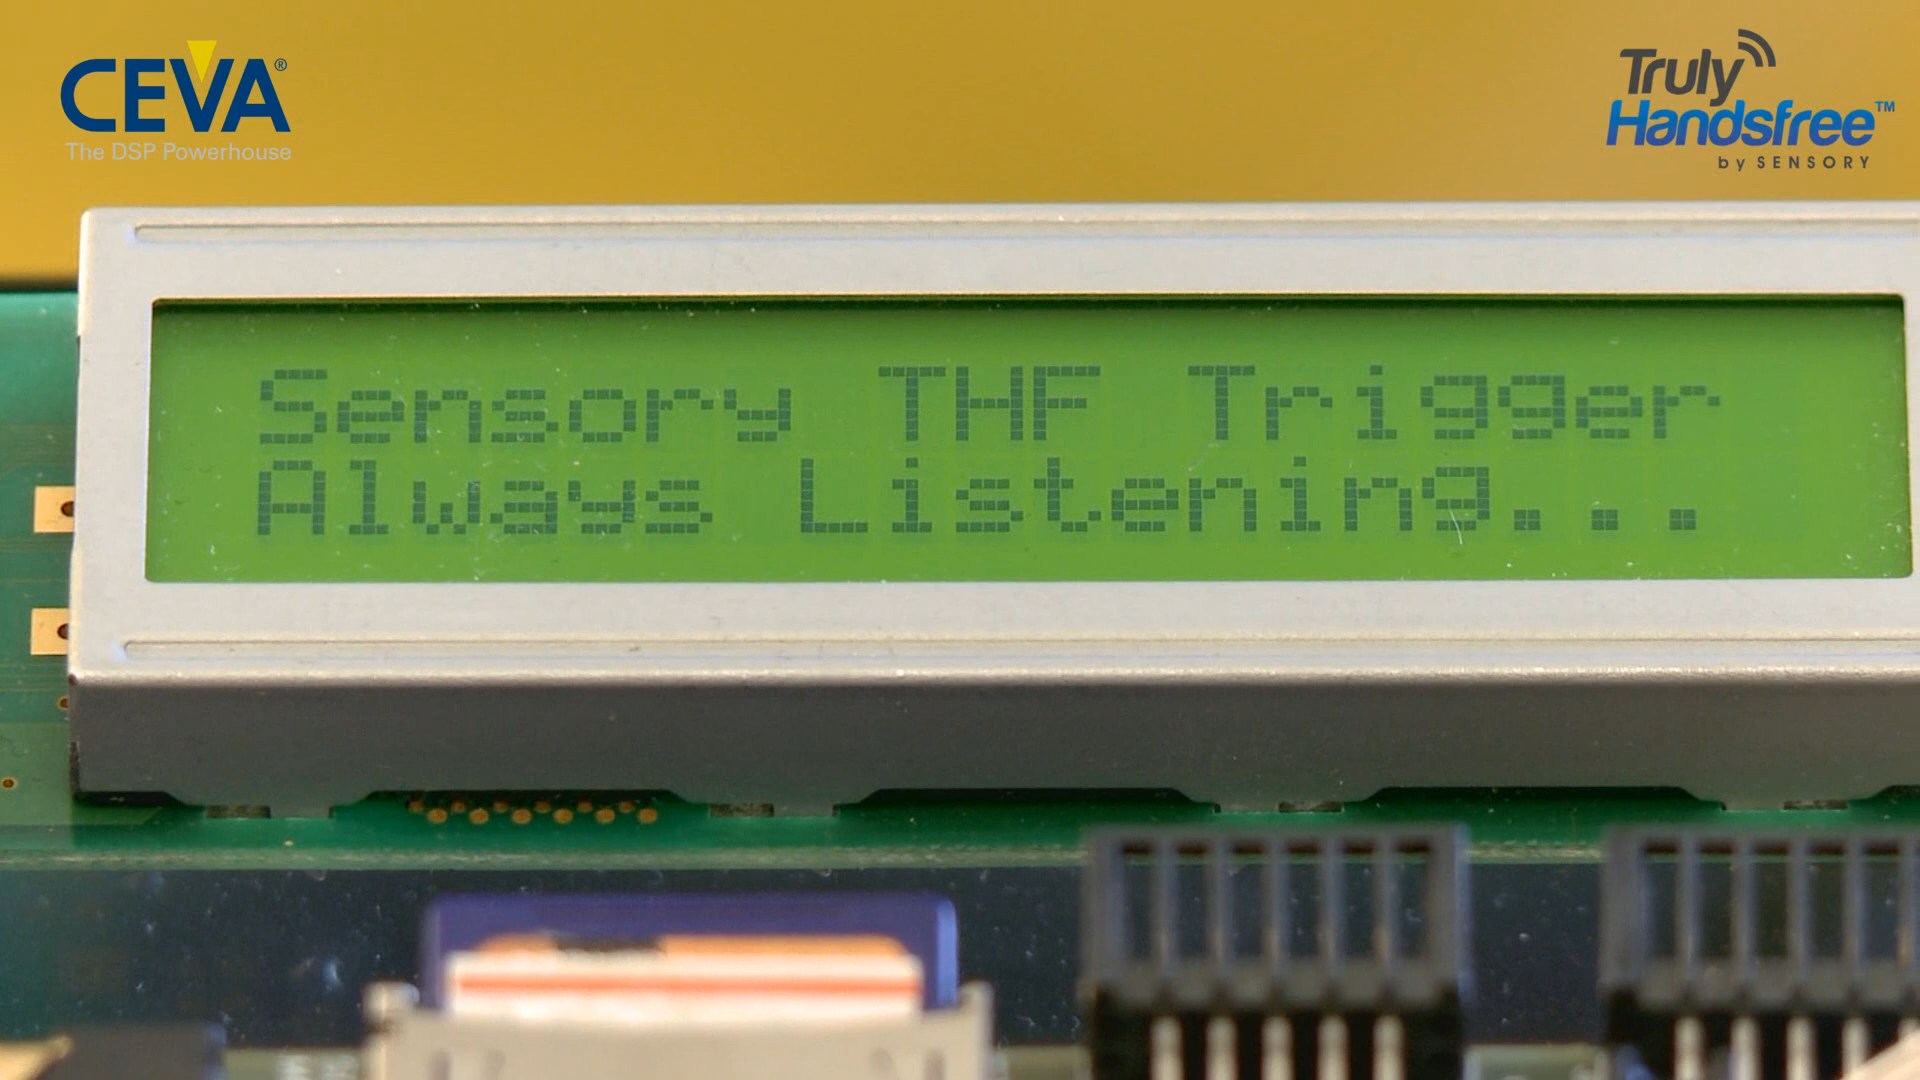 CEVA®
The DSP Powerhouse
Truly
Handsfree™
by SENSORY
Sensory THF Trigger
Always Listening...